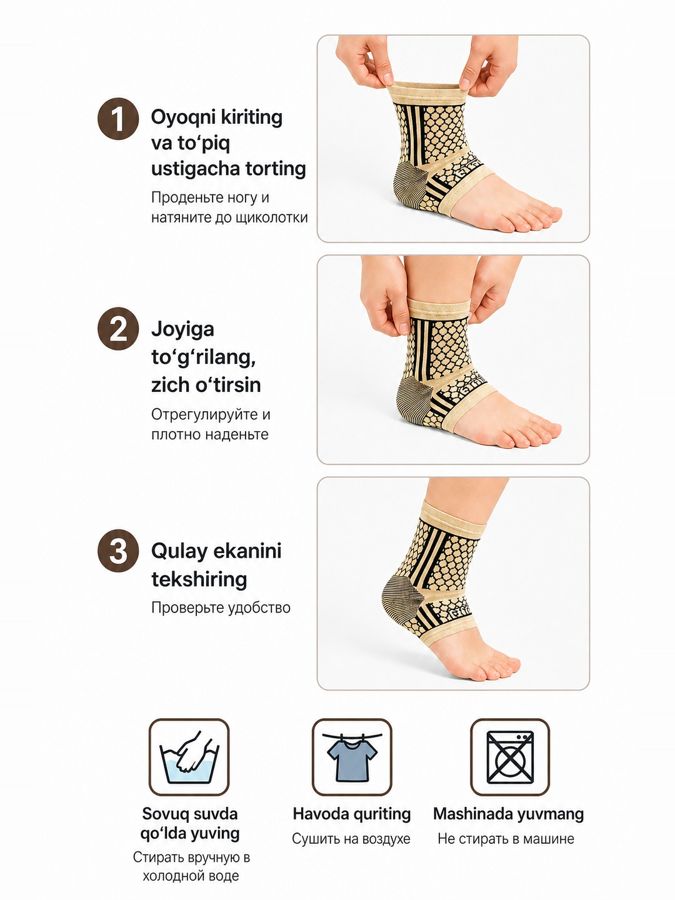 1
Oyoqni kiriting
va to‘piq
ustigacha torting
Проденьте ногу и
натяните до щиколотки
2
Joyiga
to‘g‘rilang,
zich o‘tirsin
Отрегулируйте и
плотно наденьте
3
Qulay ekanini
tekshiring
Проверьте удобство
Sovuq suvda
qo‘lda yuving
Стирать вручную в
холодной воде
Havoda quriting
Сушить на воздухе
Mashinada yuvmang
Не стирать в машине